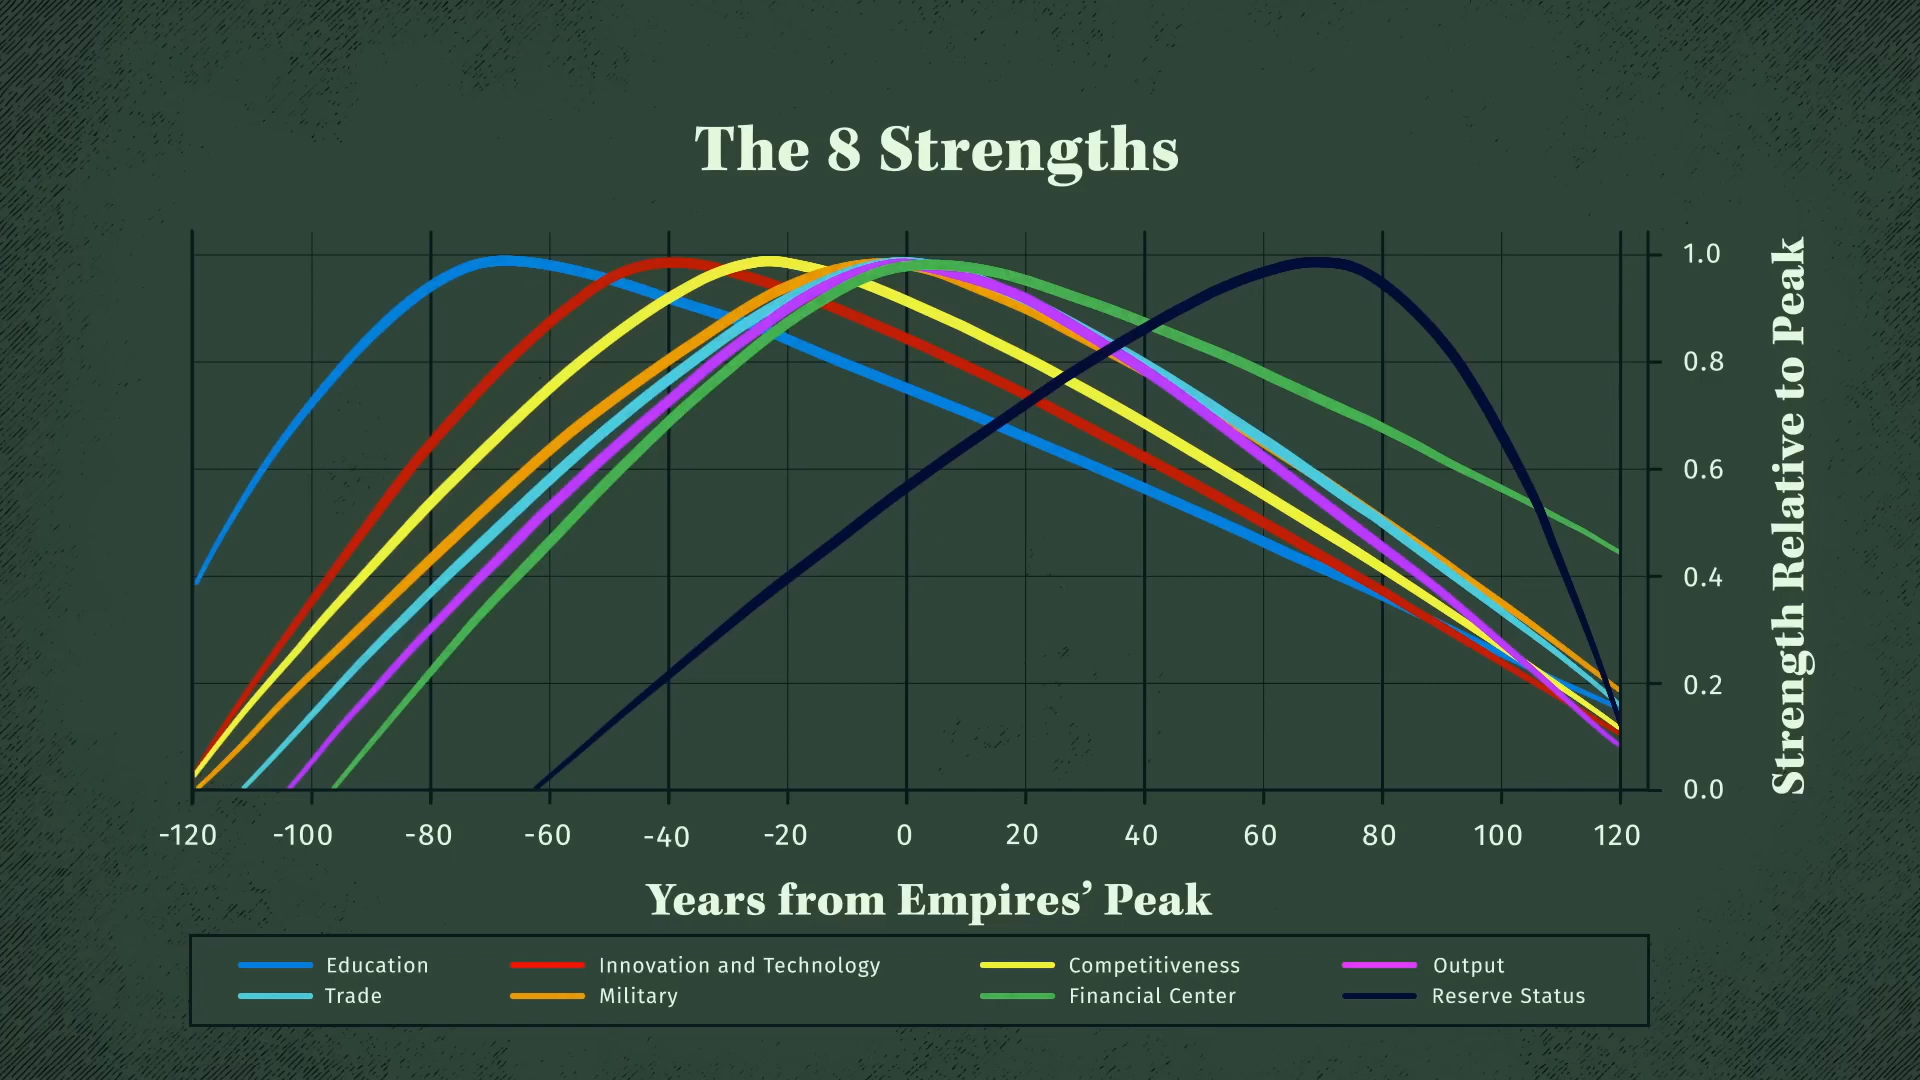 The 8 Strengths
1.0
0.8
0.6
0.4
0.2
0.0
Strength Relative to Peak
-120 -100 -80 -60 -40 -20 0 20 40 60 80 100 120
Years from Empires’ Peak
Education Innovation and Technology Competitiveness Output
Trade Military Financial Center Reserve Status